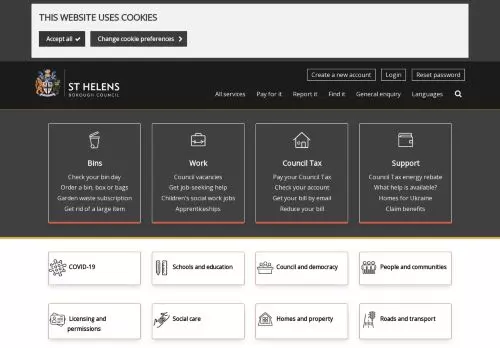 THIS WEBSITE USES COOKIES
Accept all
Change cookie preferences
Create a new account
Login
Reset password
ST HELENS
BOROUGH COUNCIL
All services
Pay for it
Report it
Find it
General enquiry
Languages
Bins
Check your bin day
Order a bin, box or bags
Garden waste subscription
Get rid of a large item
Work
Council vacancies
Get job-seeking help
Children's social work jobs
Apprenticeships
Council Tax
Pay your Council Tax
Check your account
Get your bill by email
Reduce your bill
Support
Council Tax energy rebate
What help is available?
Homes for Ukraine
Claim benefits
COVID-19
Schools and education
Council and democracy
People and communities
Licensing and
permissions
Social care
Homes and property
Roads and transport